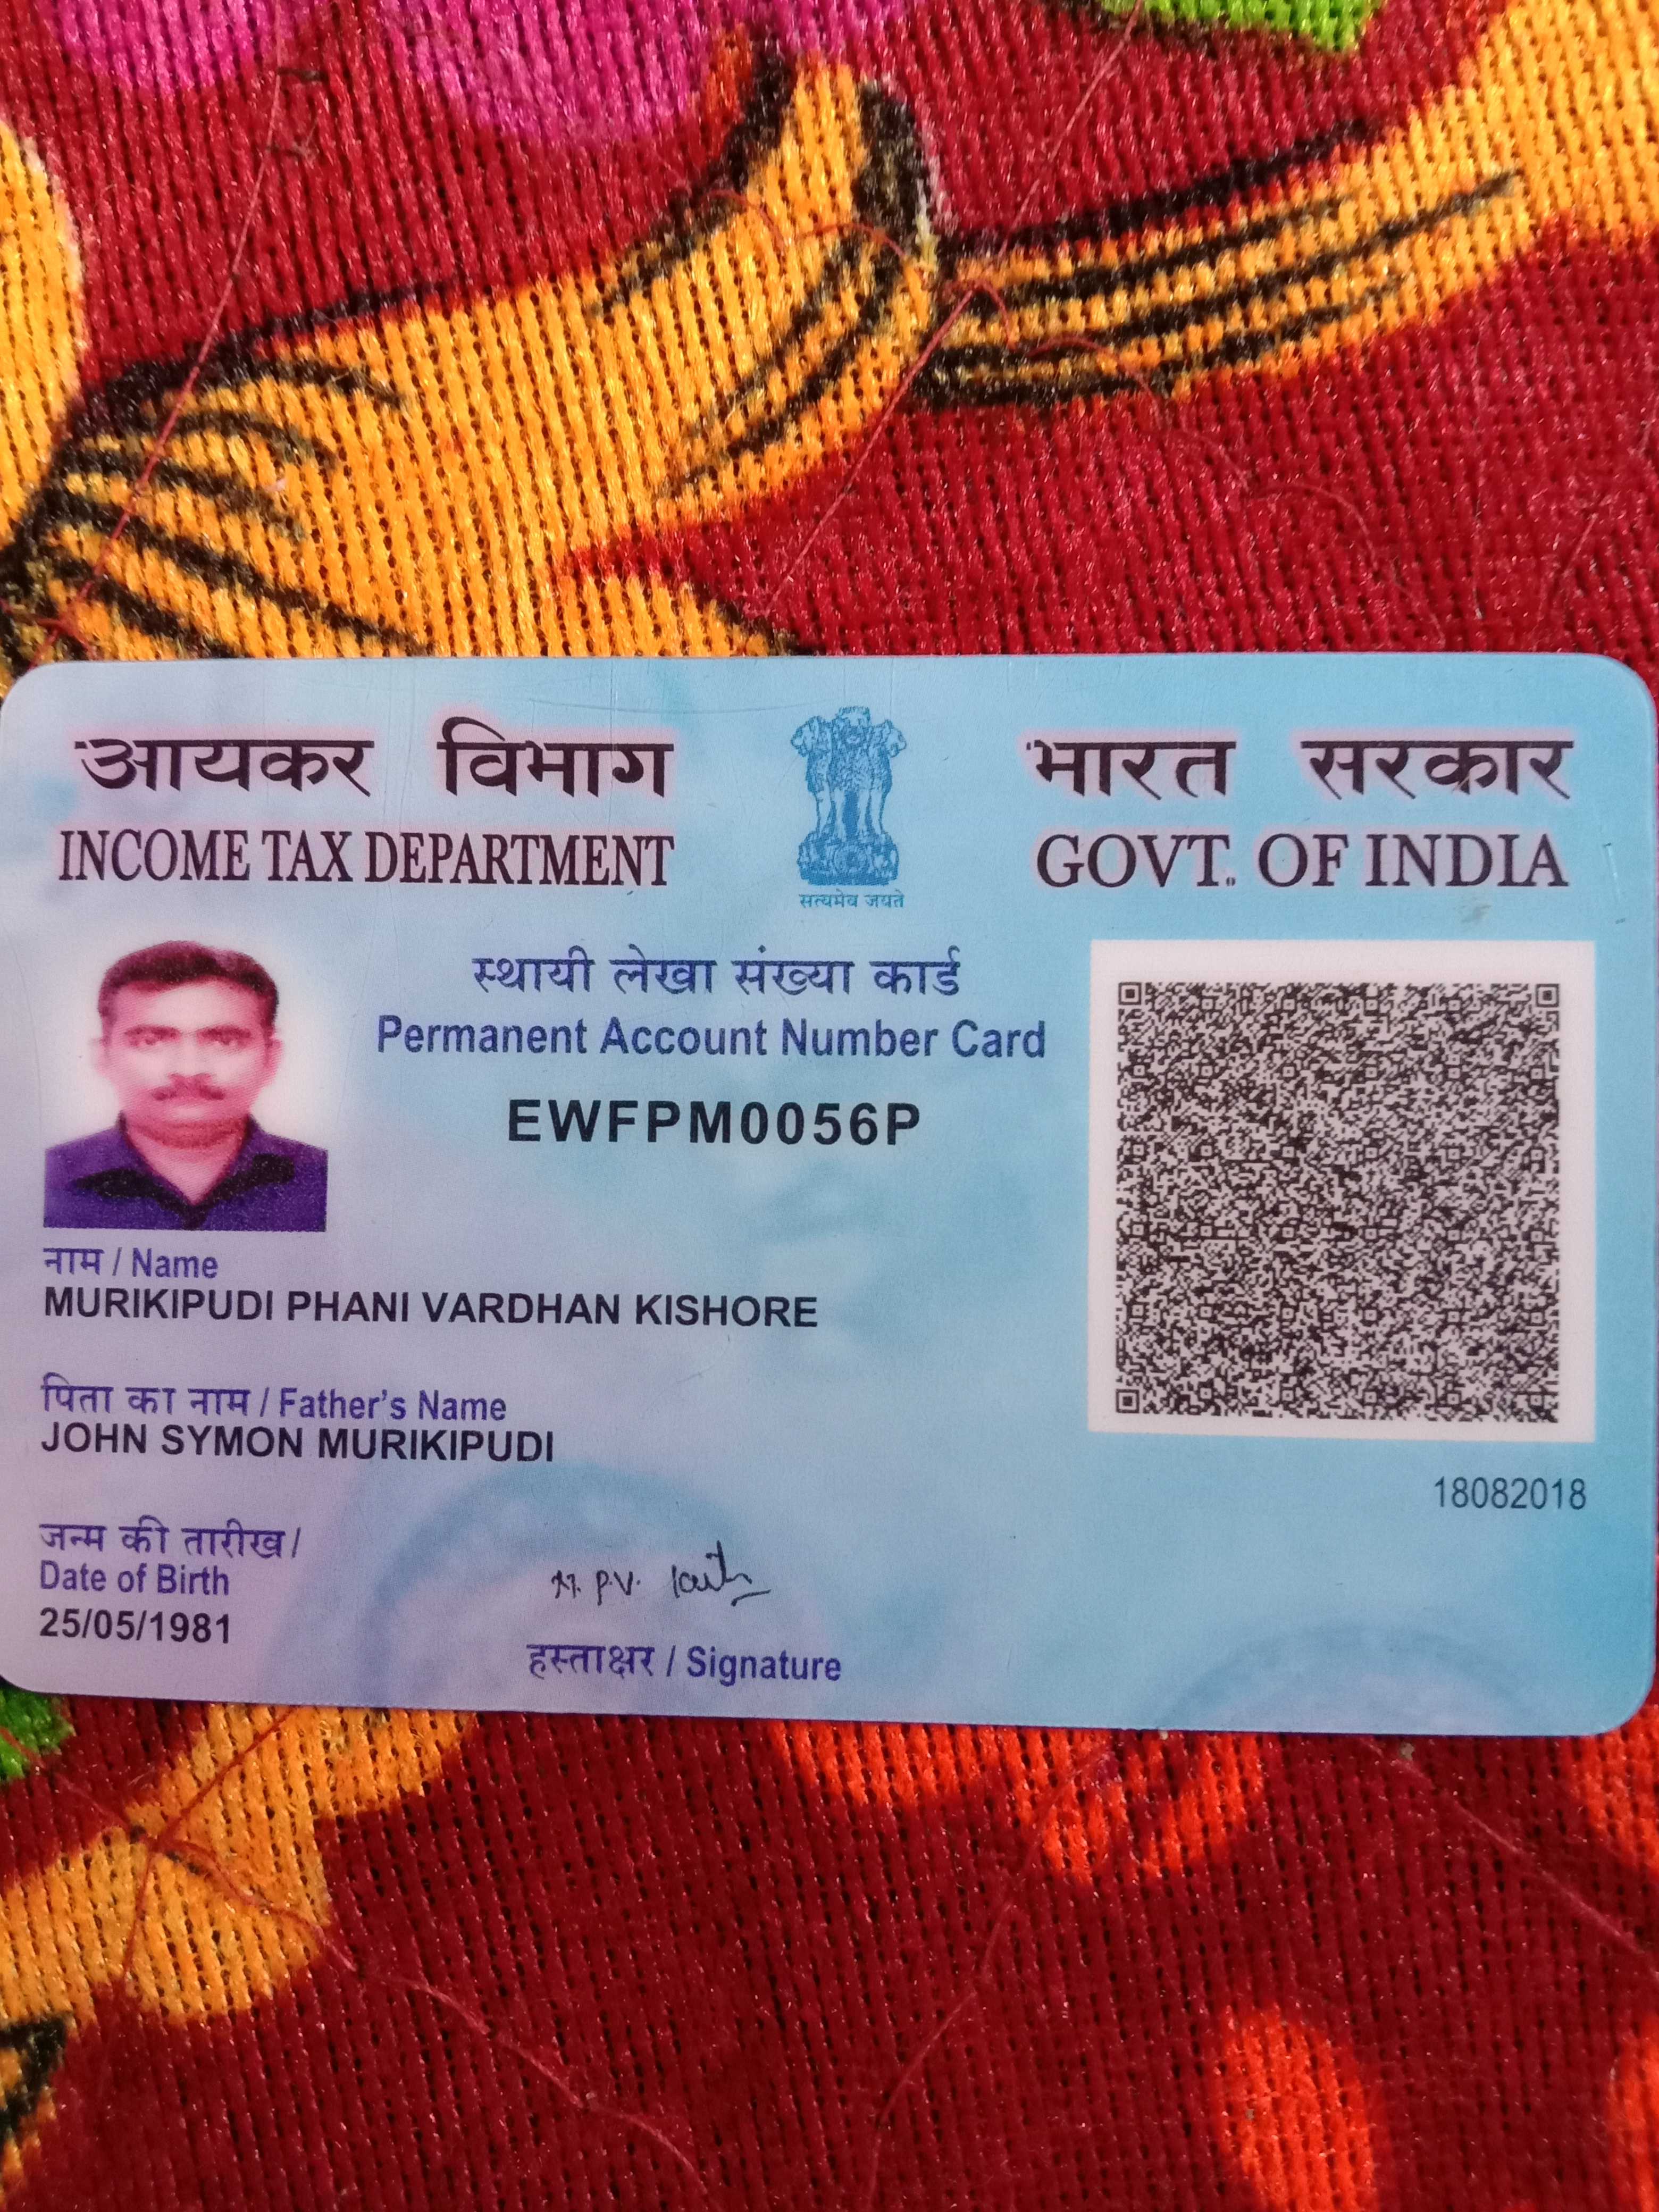 आयकर विभाग
INCOME TAX DEPARTMENT
सत्यमेव जयते
भारत सरकार
GOVT. OF INDIA
स्थायी लेखा संख्या कार्ड
Permanent Account Number Card
EWFPM0056P
नाम / Name
MURIKIPUDI PHANI VARDHAN KISHORE
पिता का नाम / Father's Name
JOHN SYMON MURIKIPUDI
18082018
जन्म की तारीख/
Date of Birth
25/05/1981
P.V.
हस्ताक्षर / Signature